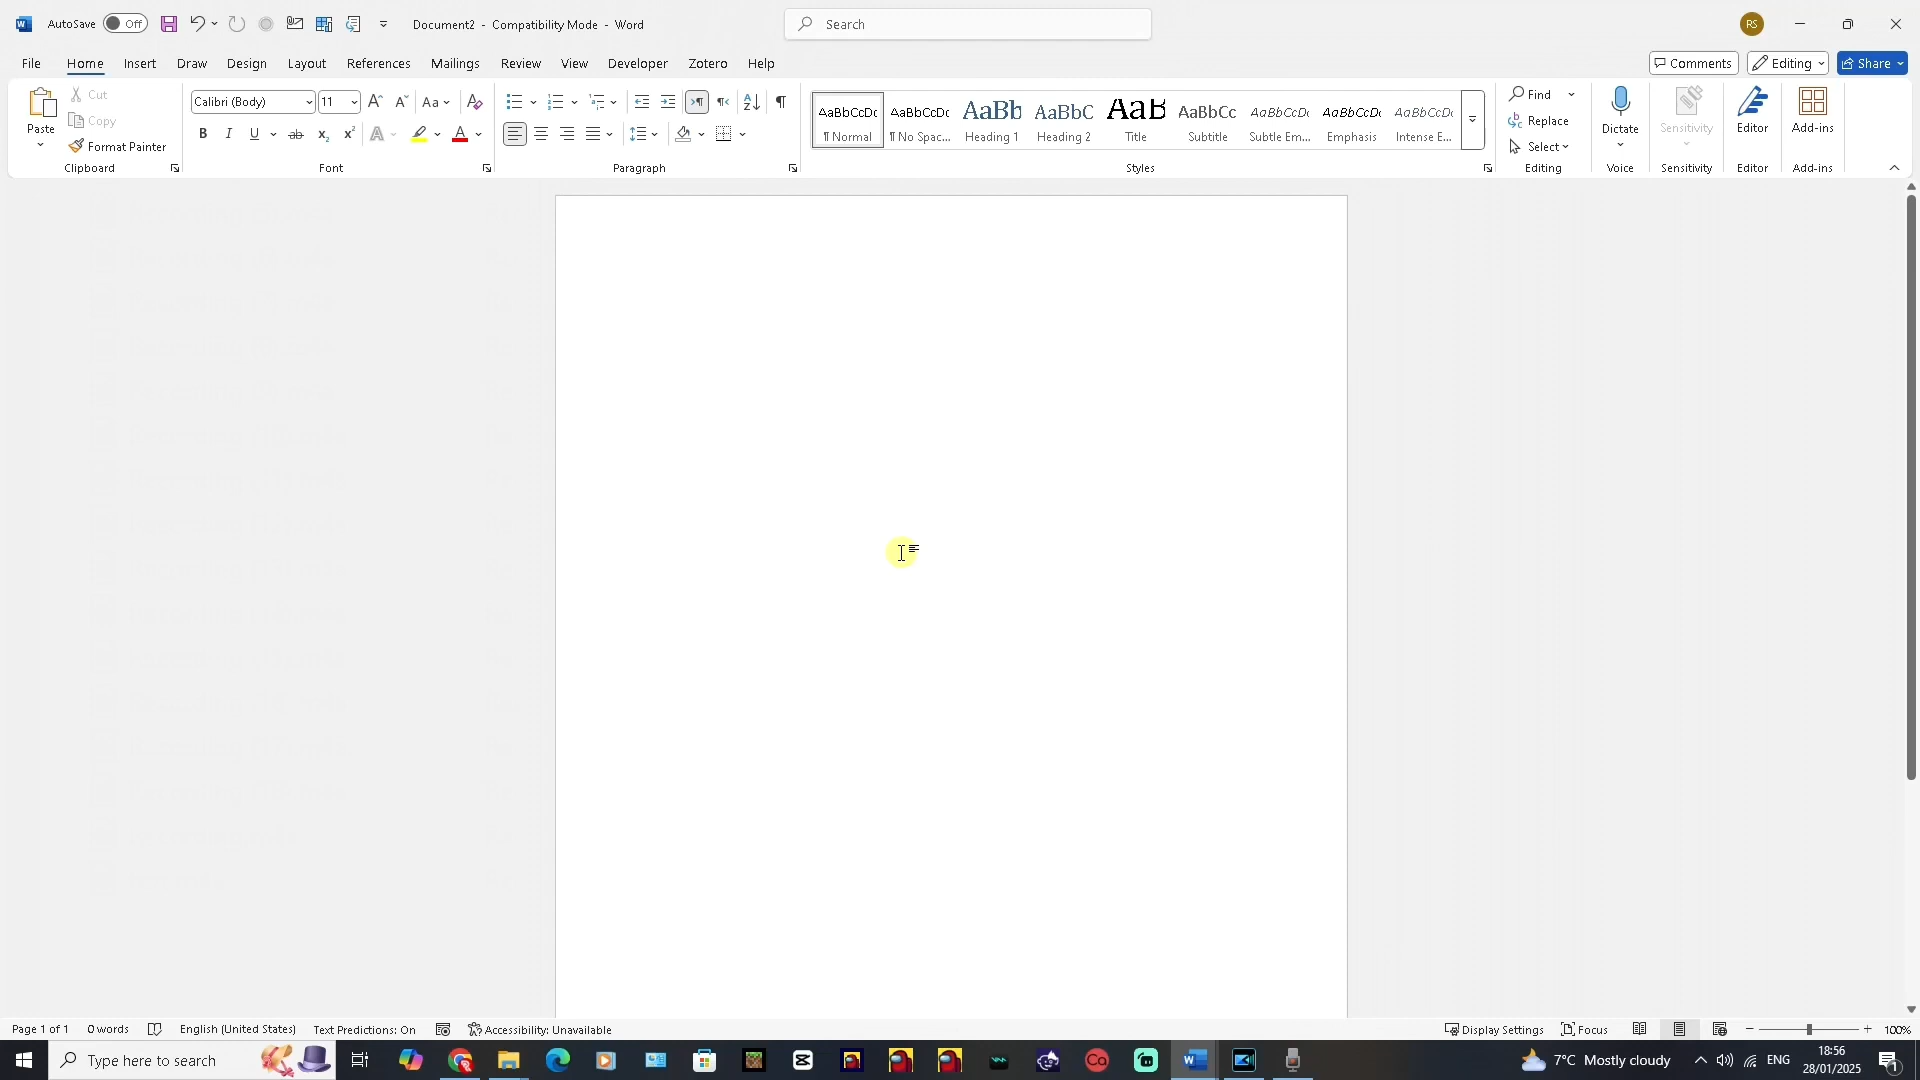 AutoSave Off Document2 - Compatibility Mode - Word Search RS
File Home Insert Draw Design Layout References Mailings Review View Developer Zotero Help Comments Editing Share
Paste Cut Copy Format Painter Clipboard
Calibri (Body) 11 Aa Font
Paragraph
AaBbCcDc AaBbCcDc AaBb AaBbC AaB AaBbCc AaBbCcDc AaBbCcDc AaBbCcDc
¶ Normal ¶ No Spac... Heading 1 Heading 2 Title Subtitle Subtle Em... Emphasis Intense E...
Styles
Find Replace Select Editing
Dictate Voice
Sensitivity Sensitivity
Editor Editor
Add-ins Add-ins
Page 1 of 1 0 words English (United States) Text Predictions: On Accessibility: Unavailable Display Settings Focus 100%
Type here to search 7°C Mostly cloudy ENG 18:56
28/01/2025